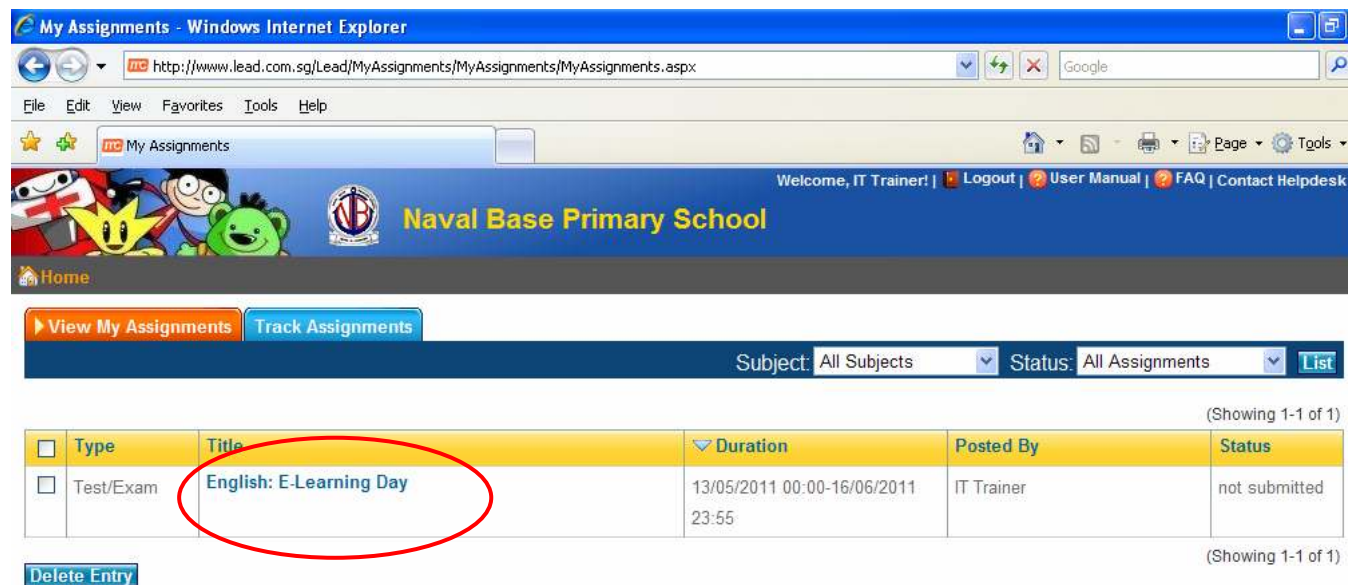 My Assignments - Windows Internet Explorer
http://www.lead.com.sg/Lead/MyAssignments/MyAssignments/MyAssignments.aspx
Google
File Edit View Favorites Tools Help
My Assignments
Page Tools
Welcome, IT Trainer! | Logout | User Manual | FAQ | Contact Helpdesk
Naval Base Primary School
Home
View My Assignments Track Assignments
Subject: All Subjects Status: All Assignments List
(Showing 1-1 of 1)
Type Title Duration Posted By Status
Test/Exam English: E-Learning Day 13/05/2011 00:00-16/06/2011 IT Trainer not submitted
23:55
(Showing 1-1 of 1)
Delete Entry